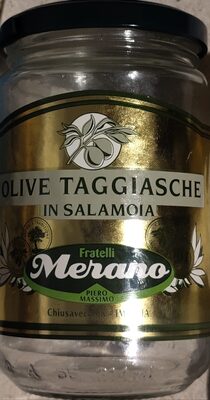 OLIVE TAGGIASCHE
IN SALAMOIA
Fratelli
Merano
PIERO
MASSIMO